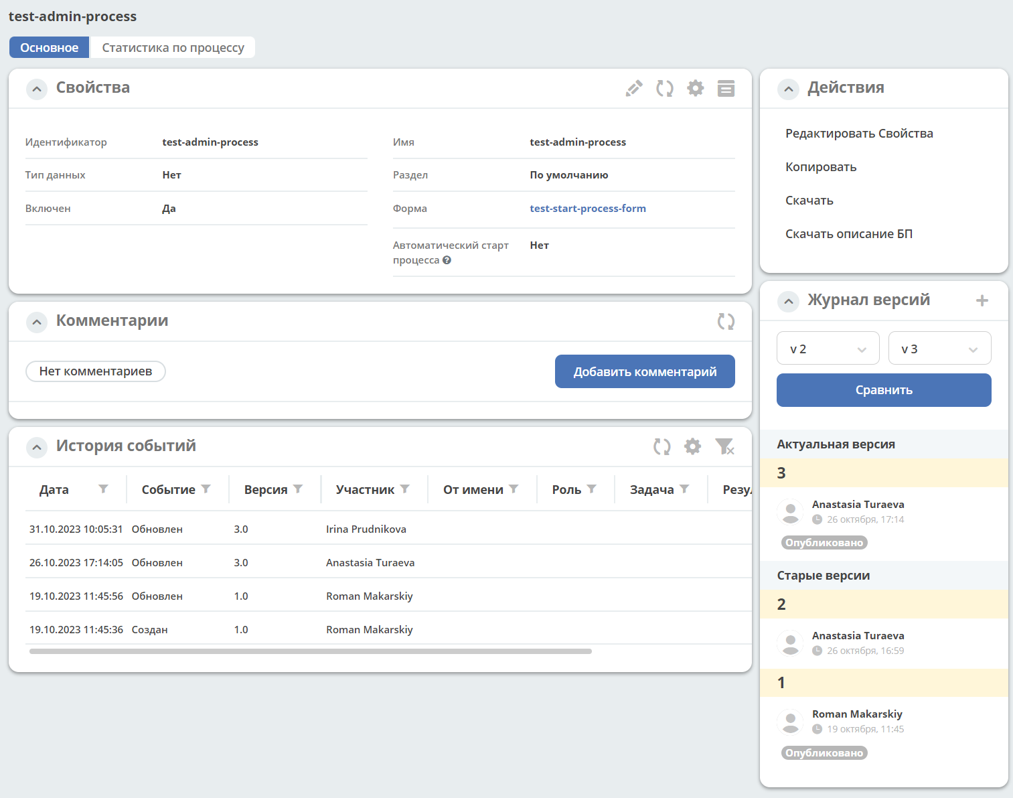 test-admin-process
Основное Статистика по процессу
Свойства
Идентификатор test-admin-process
Имя test-admin-process
Тип данных Нет
Раздел По умолчанию
Включен Да
Форма test-start-process-form
Автоматический старт Нет
процесса ?
Комментарии
Нет комментариев Добавить комментарий
История событий
Дата Событие Версия Участник От имени Роль Задача Резу
31.10.2023 10:05:31 Обновлен 3.0 Irina Prudnikova
26.10.2023 17:14:05 Обновлен 3.0 Anastasia Turaeva
19.10.2023 11:45:56 Обновлен 1.0 Roman Makarskiy
19.10.2023 11:45:36 Создан 1.0 Roman Makarskiy
Действия
Редактировать Свойства
Копировать
Скачать
Скачать описание БП
Журнал версий
v 2 v 3
Сравнить
Актуальная версия
3
Anastasia Turaeva
26 октября, 17:14
Опубликовано
Старые версии
2
Anastasia Turaeva
26 октября, 16:59
1
Roman Makarskiy
19 октября, 11:45
Опубликовано